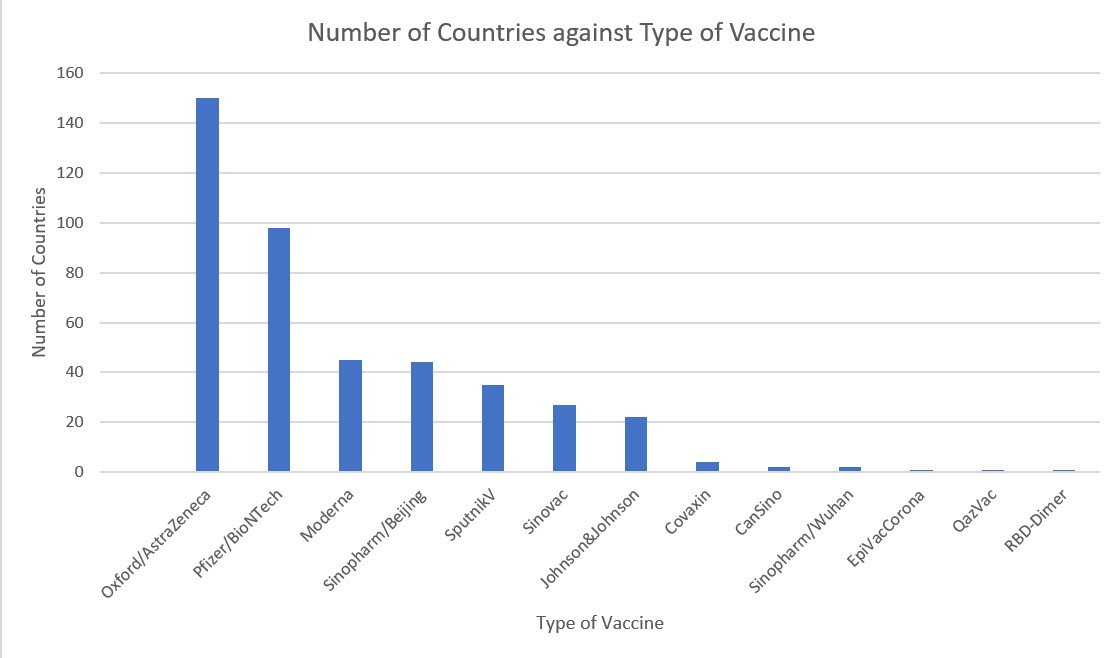 Number of Countries against Type of Vaccine
160
140
120
100
80
60
40
20
0
Number of Countries
Oxford/AstraZeneca
Pfizer/BioNTech
Moderna
Sinopharm/Beijing
SputnikV
Sinovac
Johnson&Johnson
Covaxin
CanSino
Sinopharm/Wuhan
EpiVacCorona
QazVac
RBD-Dimer
Type of Vaccine